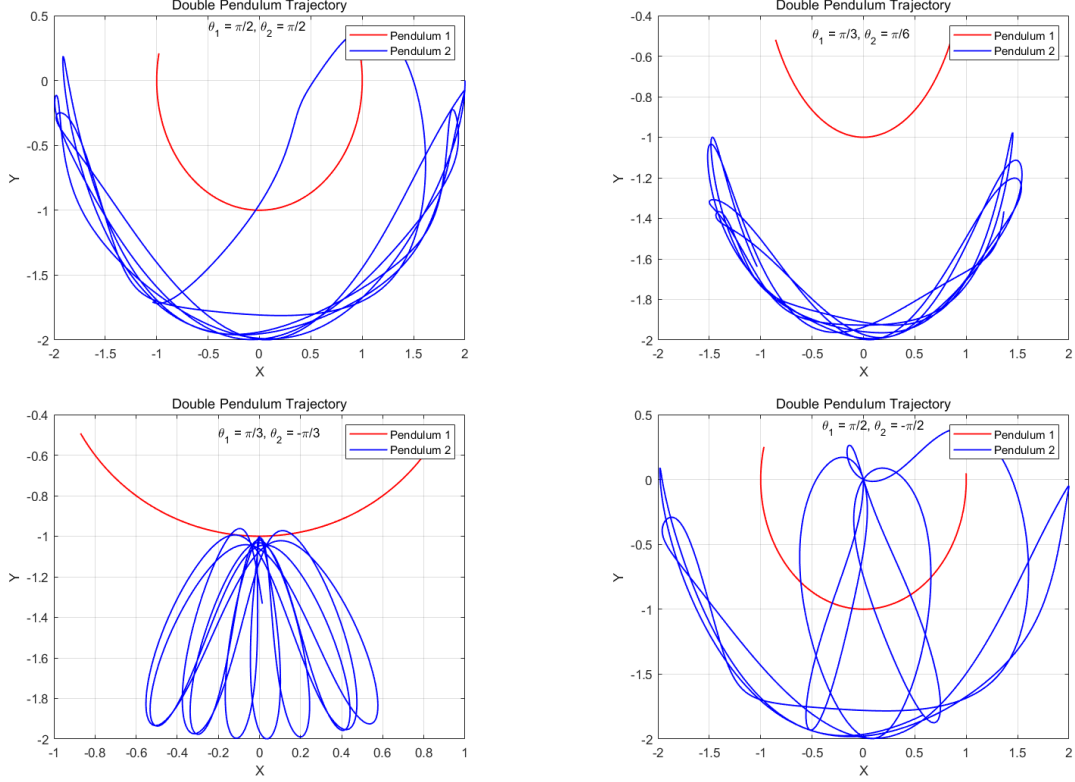 Double Pendulum Trajectory
θ1 = π/2, θ2 = π/2
Pendulum 1
Pendulum 2
0.5
0
-0.5
-1
-1.5
-2
Y
-2 -1.5 -1 -0.5 0 0.5 1 1.5 2
X
Double Pendulum Trajectory
θ1 = π/3, θ2 = π/6
Pendulum 1
Pendulum 2
-0.4
-0.6
-0.8
-1
-1.2
-1.4
-1.6
-1.8
-2
Y
-2 -1.5 -1 -0.5 0 0.5 1 1.5 2
X
Double Pendulum Trajectory
θ1 = π/3, θ2 = -π/3
Pendulum 1
Pendulum 2
-0.4
-0.6
-0.8
-1
-1.2
-1.4
-1.6
-1.8
-2
Y
-1 -0.8 -0.6 -0.4 -0.2 0 0.2 0.4 0.6 0.8 1
X
Double Pendulum Trajectory
θ1 = π/2, θ2 = -π/2
Pendulum 1
Pendulum 2
0.5
0
-0.5
-1
-1.5
-2
Y
-2 -1.5 -1 -0.5 0 0.5 1 1.5 2
X